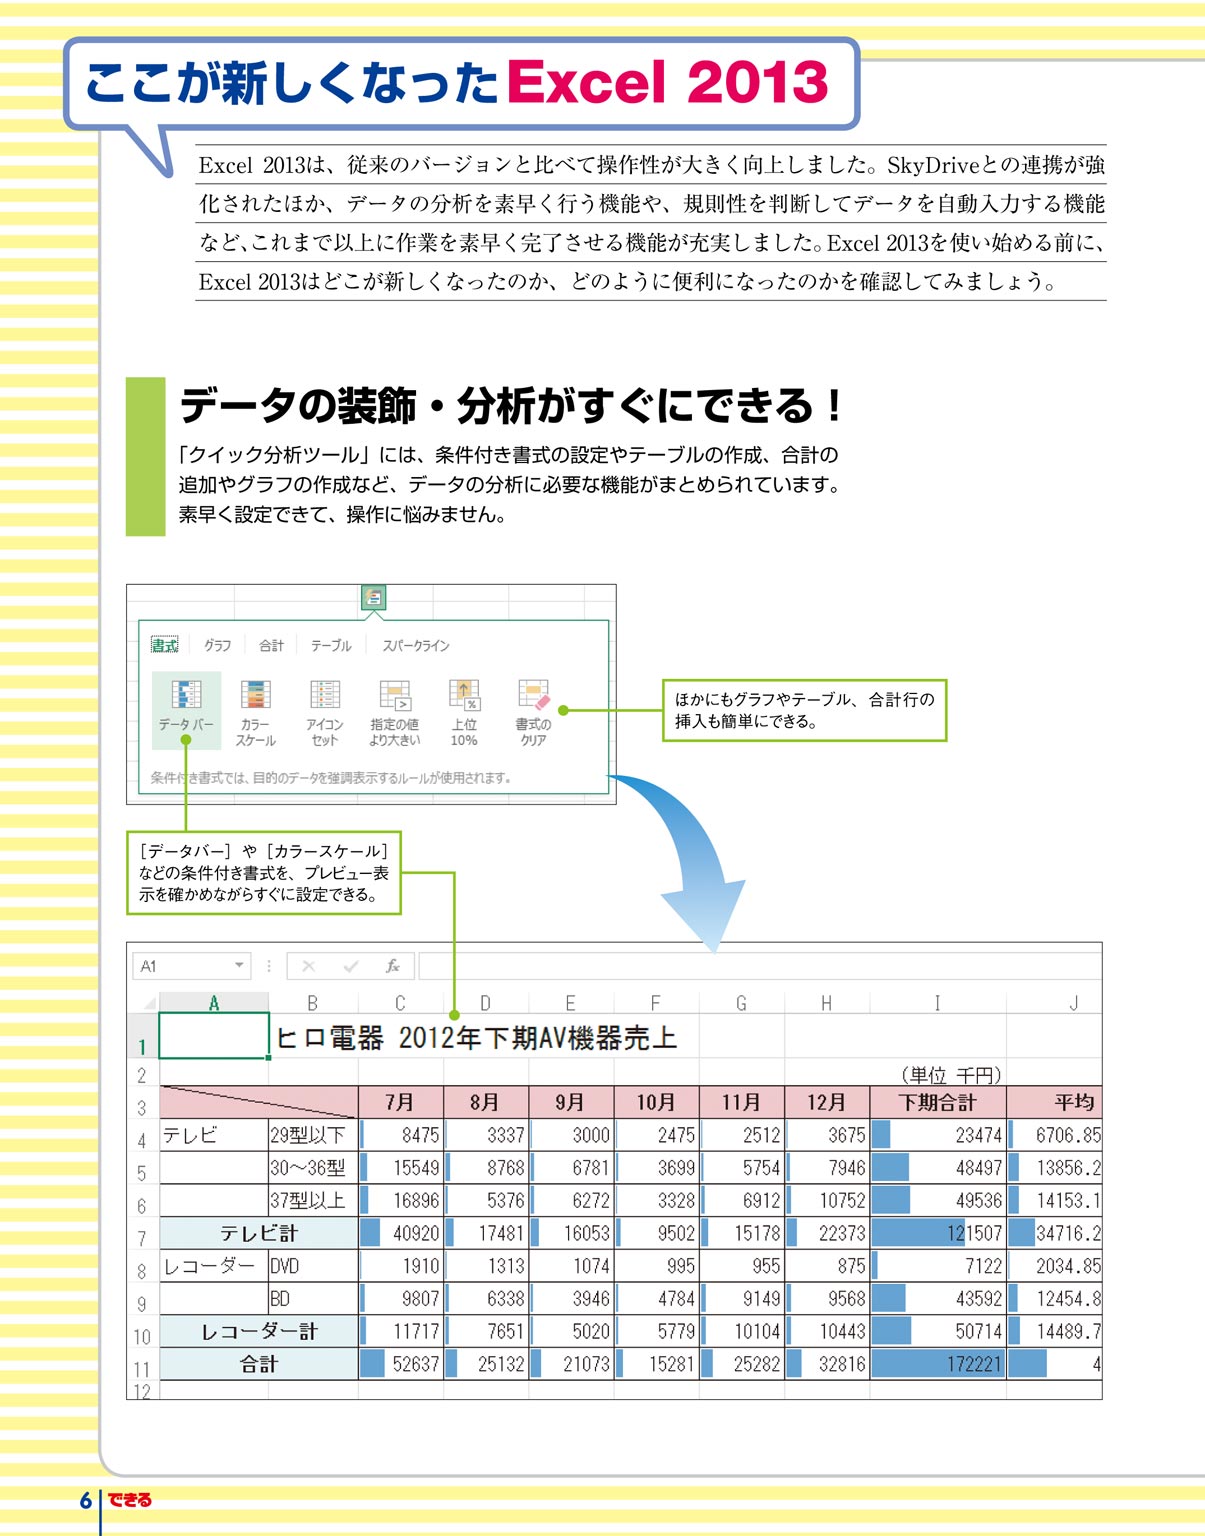 ここが新しくなったExcel 2013
Excel 2013は、従来のバージョンと比べて操作性が大きく向上しました。SkyDriveとの連携が強
化されたほか、データの分析を素早く行う機能や、規則性を判断してデータを自動入力する機能
など、これまで以上に作業を素早く完了させる機能が充実しました。Excel 2013を使い始める前に、
Excel 2013はどこが新しくなったのか、どのように便利になったのかを確認してみましょう。
データの装飾・分析がすぐにできる！
「クイック分析ツール」には、条件付き書式の設定やテーブルの作成、合計の
追加やグラフの作成など、データの分析に必要な機能がまとめられています。
素早く設定できて、操作に悩みません。
書式 グラフ 合計 テーブル スパークライン
データ バー カラー スケール アイコン セット 指定の値 より大きい 上位 10% 書式の クリア
条件付き書式では、目的のデータを強調表示するルールが使用されます。
ほかにもグラフやテーブル、合計行の
挿入も簡単にできる。
［データバー］や［カラースケール］
などの条件付き書式を、プレビュー表
示を確かめながらすぐに設定できる。
A1 fx
A B C D E F G H I J
1 ヒロ電器 2012年下期AV機器売上
2 （単位 千円）
3 7月 8月 9月 10月 11月 12月 下期合計 平均
4 テレビ 29型以下 8475 3337 3000 2475 2512 3675 23474 6706.85
5 30～36型 15549 8768 6781 3699 5754 7946 48497 13856.2
6 37型以上 16896 5376 6272 3328 6912 10752 49536 14153.1
7 テレビ計 40920 17481 16053 9502 15178 22373 121507 34716.2
8 レコーダー DVD 1910 1313 1074 995 955 875 7122 2034.85
9 BD 9807 6338 3946 4784 9149 9568 43592 12454.8
10 レコーダー計 11717 7651 5020 5779 10104 10443 50714 14489.7
11 合計 52637 25132 21073 15281 25282 32816 172221 4
12
6 できる